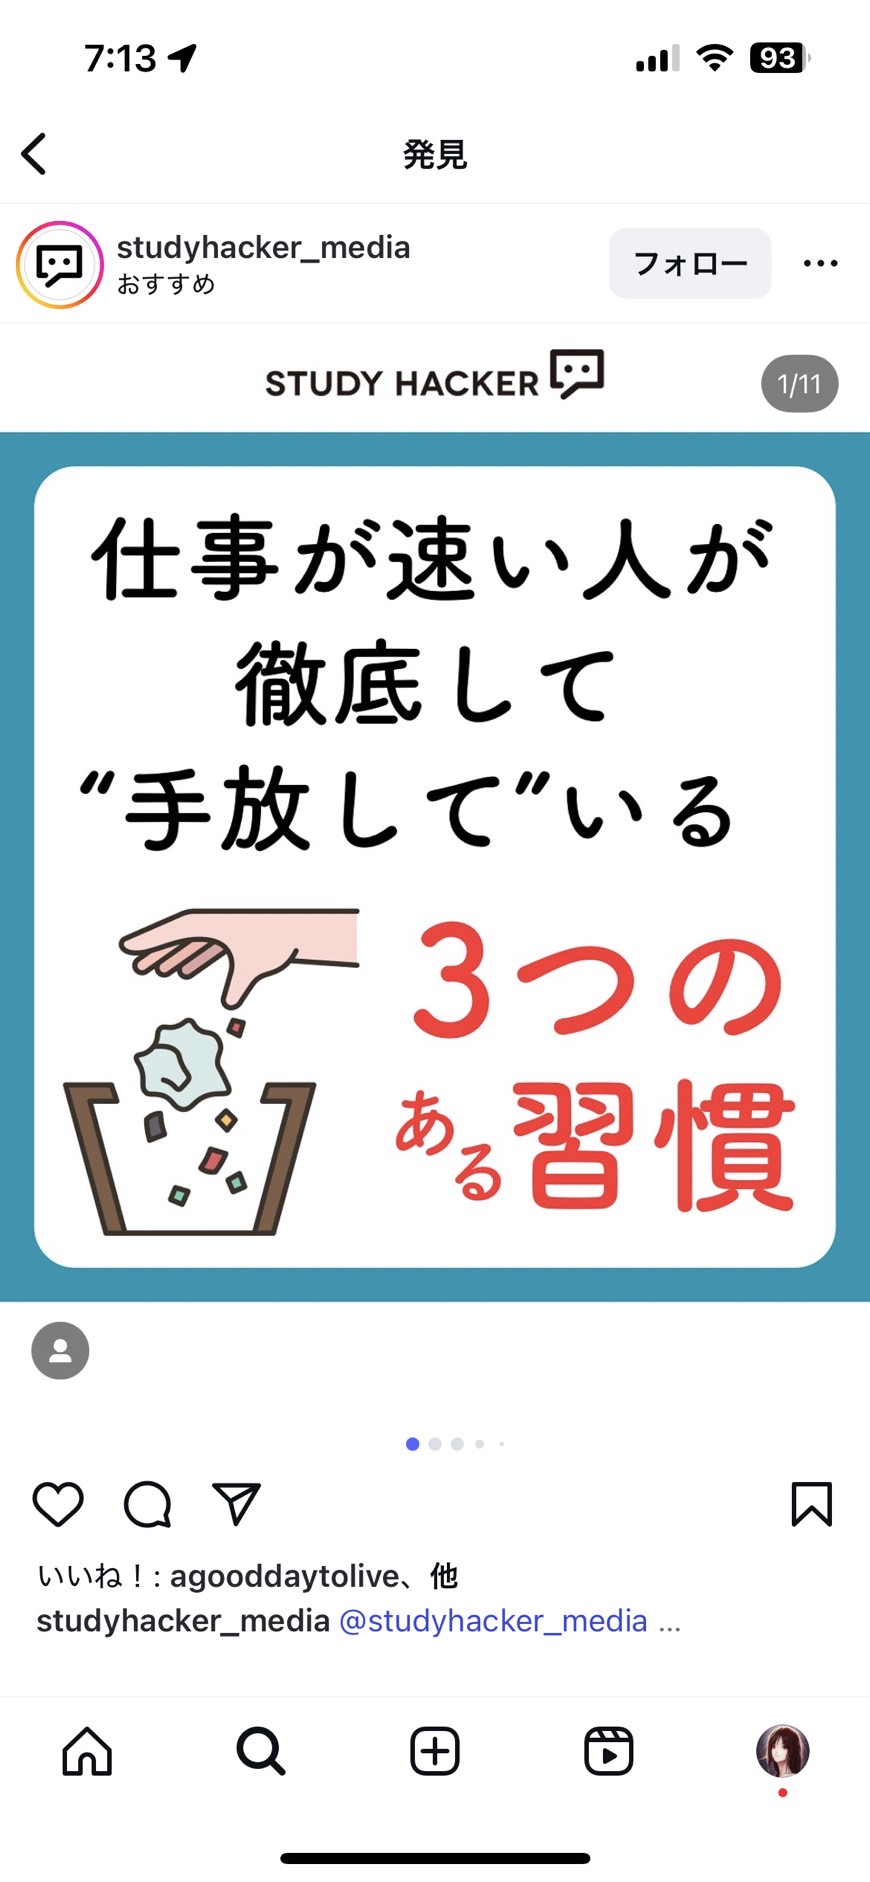 7:13
93
発見
studyhacker_media
おすすめ
フォロー
STUDY HACKER
1/11
仕事が速い人が
徹底して
“手放して”いる
3つの
ある習慣
いいね！: agooddaytolive、他
studyhacker_media @studyhacker_media ...